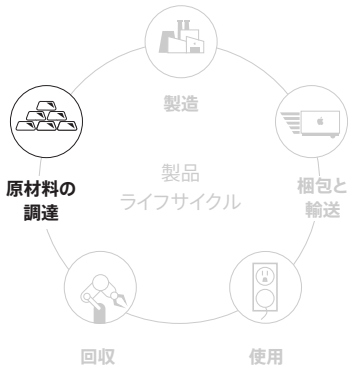 製造
原材料の
調達
製品
ライフサイクル
梱包と
輸送
回収
使用